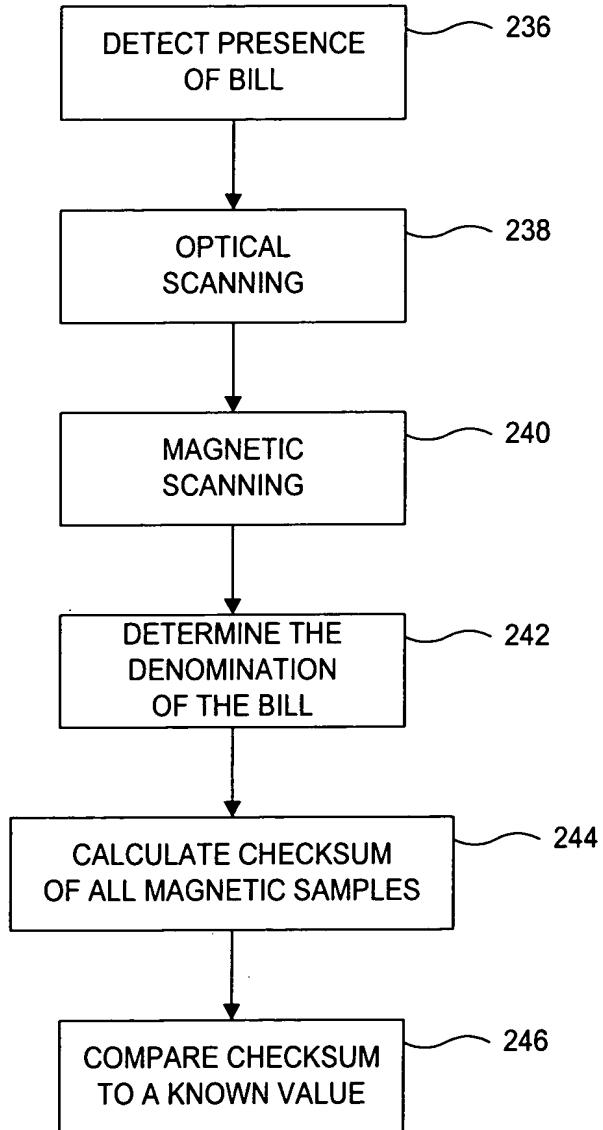 DETECT PRESENCE
OF BILL
236
OPTICAL
SCANNING
238
MAGNETIC
SCANNING
240
DETERMINE THE
DENOMINATION
OF THE BILL
242
CALCULATE CHECKSUM
OF ALL MAGNETIC SAMPLES
244
COMPARE CHECKSUM
TO A KNOWN VALUE
246